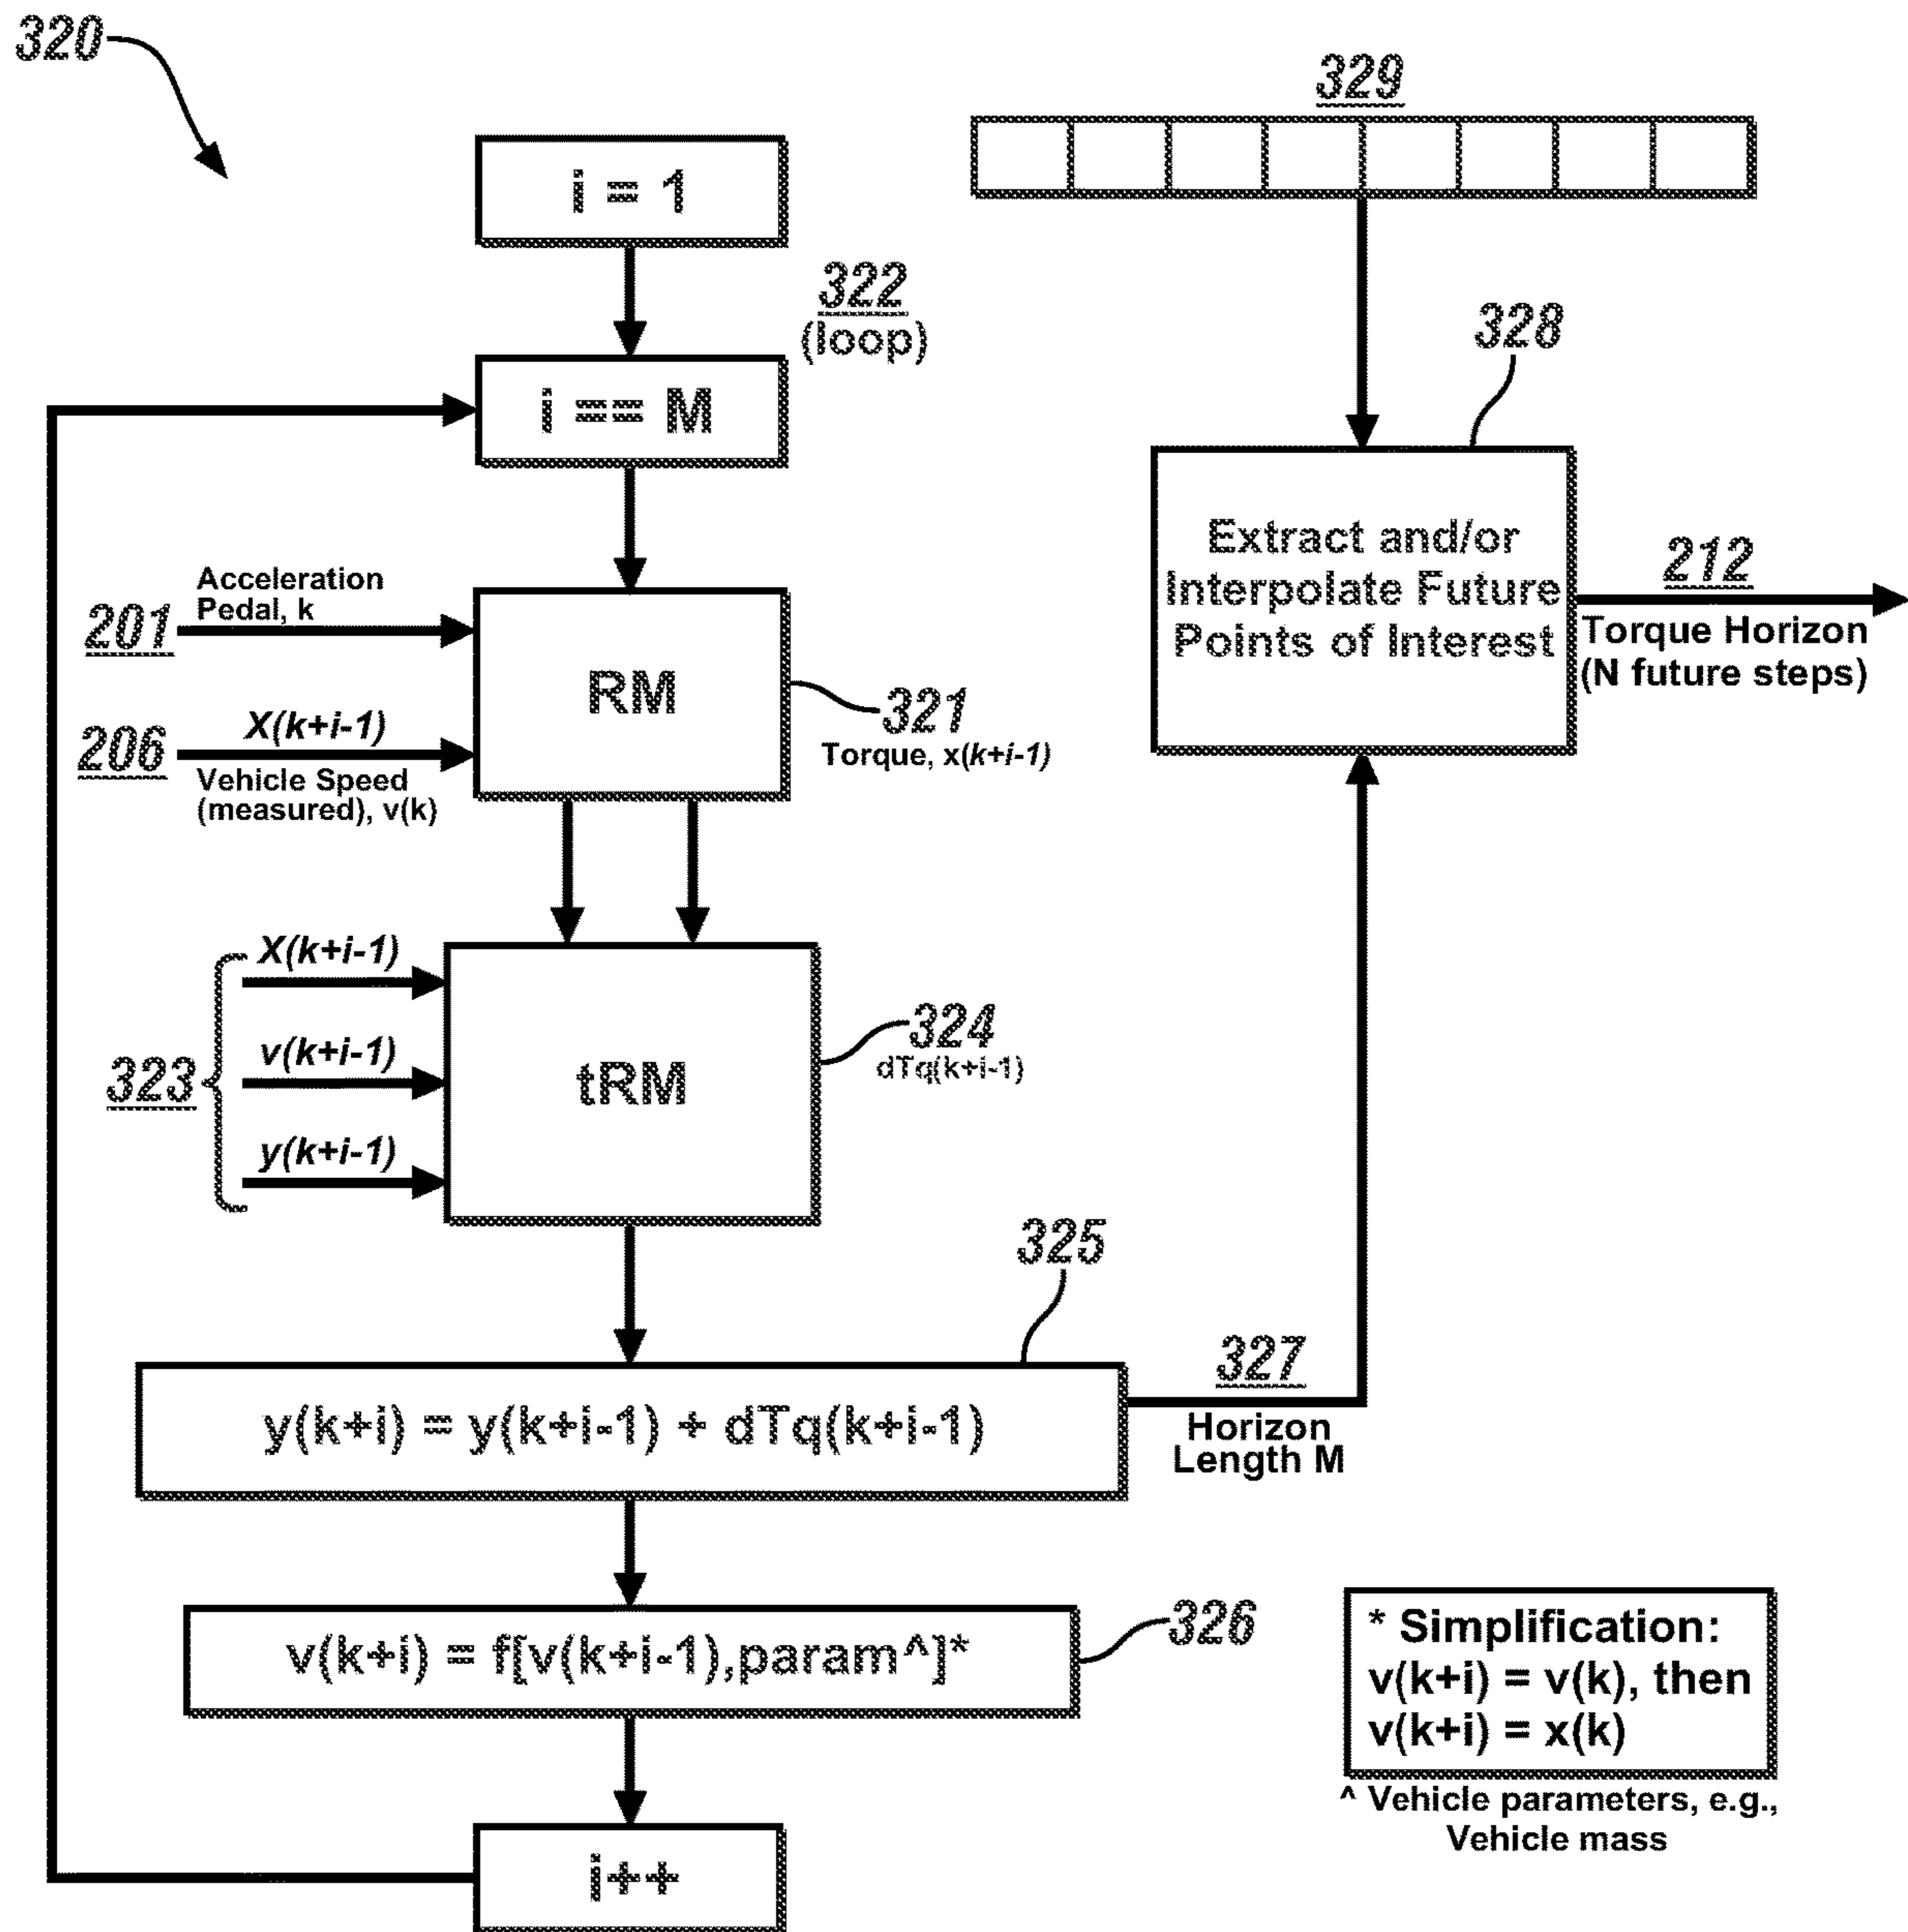 320
329
i = 1
322
(loop)
328
i == M
Extract and/or
Interpolate Future
Points of Interest
212
Torque Horizon
(N future steps)
Acceleration
Pedal, k
201
RM
321
Torque, x(k+i-1)
X(k+i-1)
206
Vehicle Speed
(measured), v(k)
X(k+i-1)
v(k+i-1)
323
y(k+i-1)
tRM
324
dTq(k+i-1)
325
y(k+i) = y(k+i-1) + dTq(k+i-1)
327
Horizon
Length M
v(k+i) = f[v(k+i-1),param^]*
326
* Simplification:
v(k+i) = v(k), then
v(k+i) = x(k)
^ Vehicle parameters, e.g.,
Vehicle mass
i++